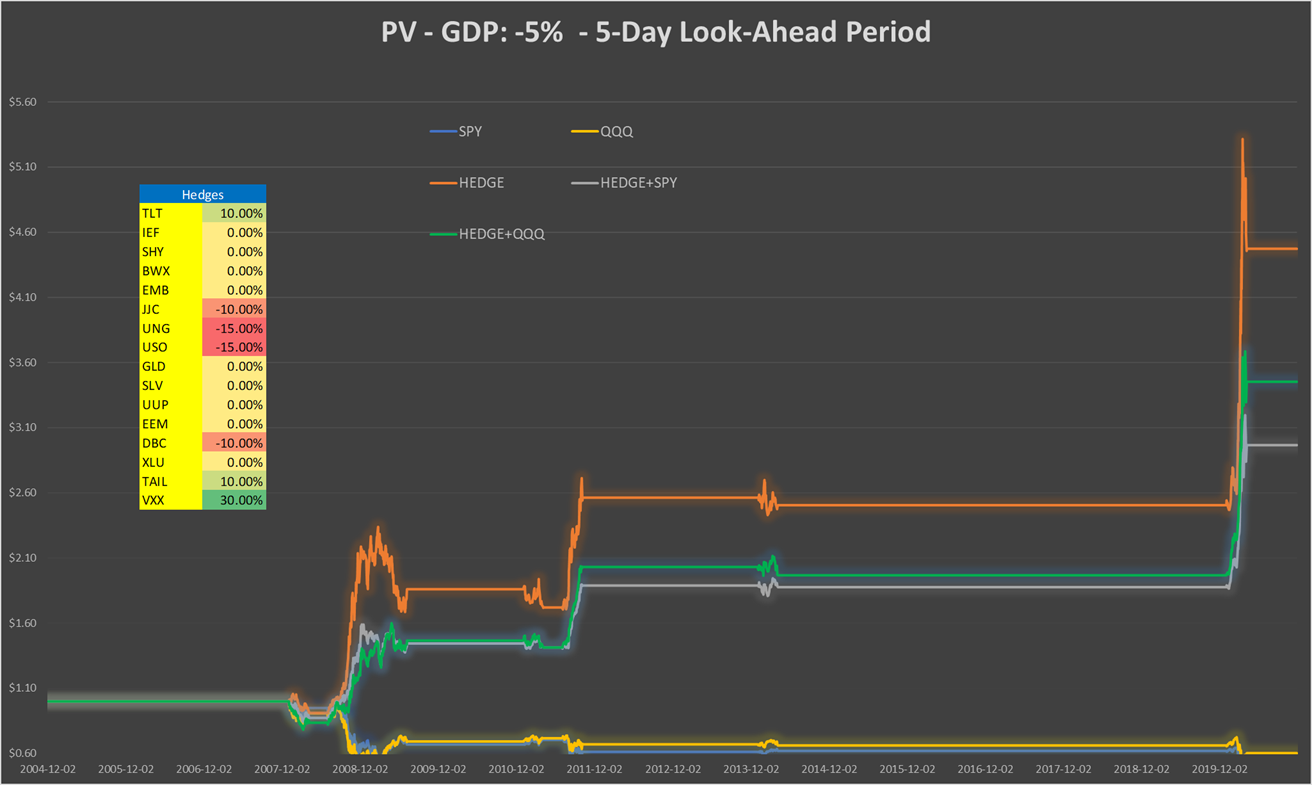 PV - GDP: -5%  - 5-Day Look-Ahead Period
$5.60
SPY QQQ
$5.10
HEDGE HEDGE+SPY
Hedges
TLT 10.00%
IEF 0.00%
$4.60
HEDGE+QQQ
SHY 0.00%
BWX 0.00%
EMB 0.00%
$4.10
JJC -10.00%
UNG -15.00%
USO -15.00%
$3.60
GLD 0.00%
SLV 0.00%
UUP 0.00%
EEM 0.00%
$3.10
DBC -10.00%
XLU 0.00%
TAIL 10.00%
$2.60
VXX 30.00%
$2.10
$1.60
$1.10
$0.60
2004-12-02 2005-12-02 2006-12-02 2007-12-02 2008-12-02 2009-12-02 2010-12-02 2011-12-02 2012-12-02 2013-12-02 2014-12-02 2015-12-02 2016-12-02 2017-12-02 2018-12-02 2019-12-02